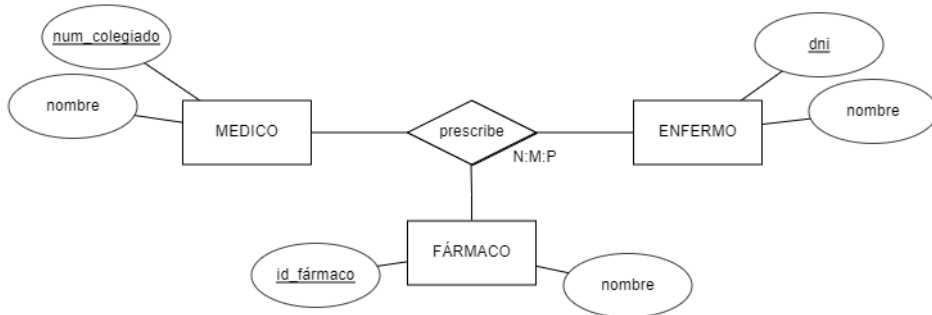 num_colegiado
dni
nombre
nombre
MEDICO
prescribe
ENFERMO
N:M:P
FÁRMACO
id_fármaco
nombre